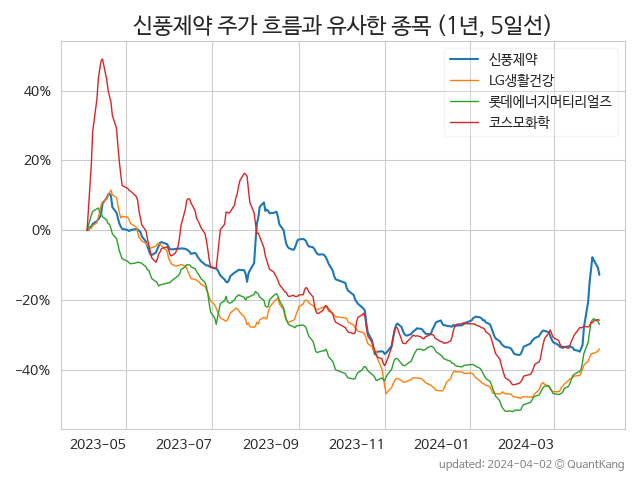 신풍제약 주가 흐름과 유사한 종목 (1년, 5일선)
신풍제약
LG생활건강
롯데에너지머티리얼즈
코스모화학
40%
20%
0%
−20%
−40%
2023-05 2023-07 2023-09 2023-11 2024-01 2024-03
updated: 2024-04-02 © QuantKang